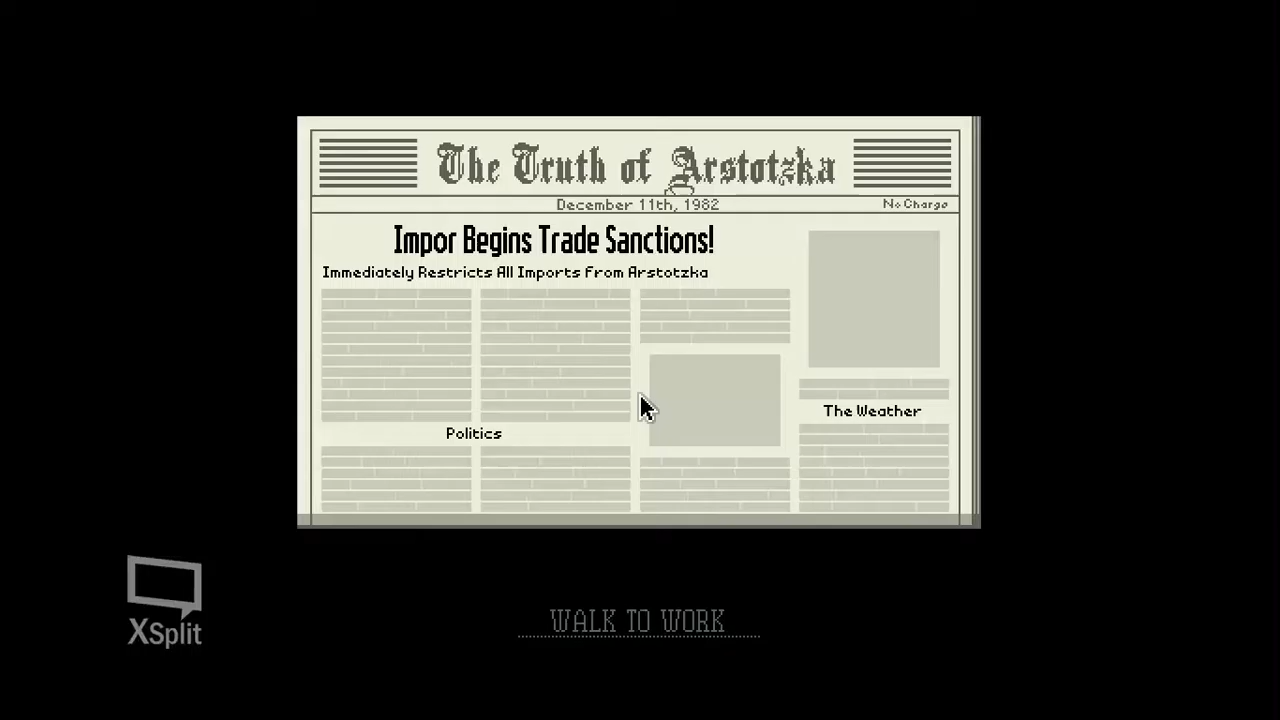 The Truth of Arstotzka
December 11th, 1982
No Charge
Impor Begins Trade Sanctions!
Immediately Restricts All Imports From Arstotzka
The Weather
Politics
WALK TO WORK
XSplit